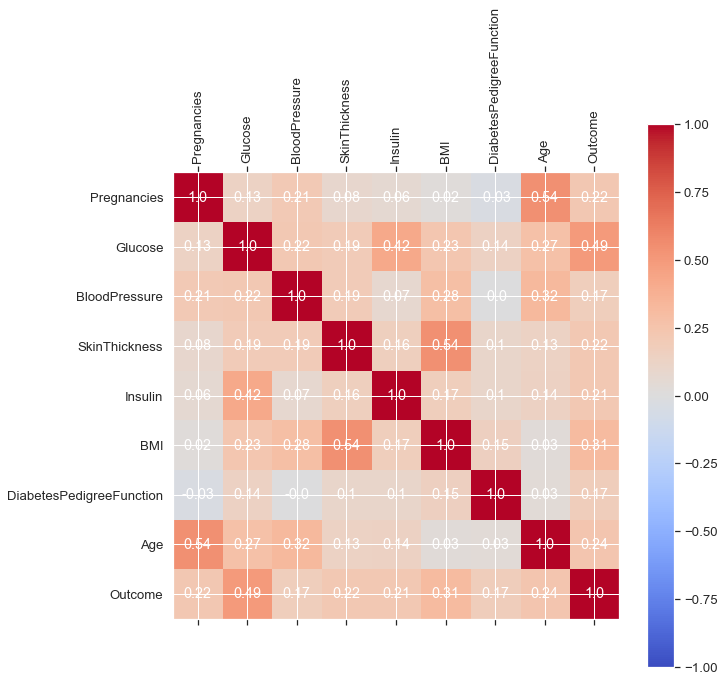 Pregnancies Glucose BloodPressure SkinThickness Insulin BMI DiabetesPedigreeFunction Age Outcome
Pregnancies 1.0 0.13 0.21 0.08 0.06 0.02 -0.03 0.54 0.22
Glucose 0.13 1.0 0.22 0.19 0.42 0.23 0.14 0.27 0.49
BloodPressure 0.21 0.22 1.0 0.19 0.07 0.28 -0.0 0.32 0.17
SkinThickness 0.08 0.19 0.19 1.0 0.16 0.54 0.1 0.13 0.22
Insulin 0.06 0.42 0.07 0.16 1.0 0.17 0.1 0.14 0.21
BMI 0.02 0.23 0.28 0.54 0.17 1.0 0.15 0.03 0.31
DiabetesPedigreeFunction -0.03 0.14 -0.0 0.1 0.1 0.15 1.0 0.03 0.17
Age 0.54 0.27 0.32 0.13 0.14 0.03 0.03 1.0 0.24
Outcome 0.22 0.49 0.17 0.22 0.21 0.31 0.17 0.24 1.0
1.00
0.75
0.50
0.25
0.00
−0.25
−0.50
−0.75
−1.00